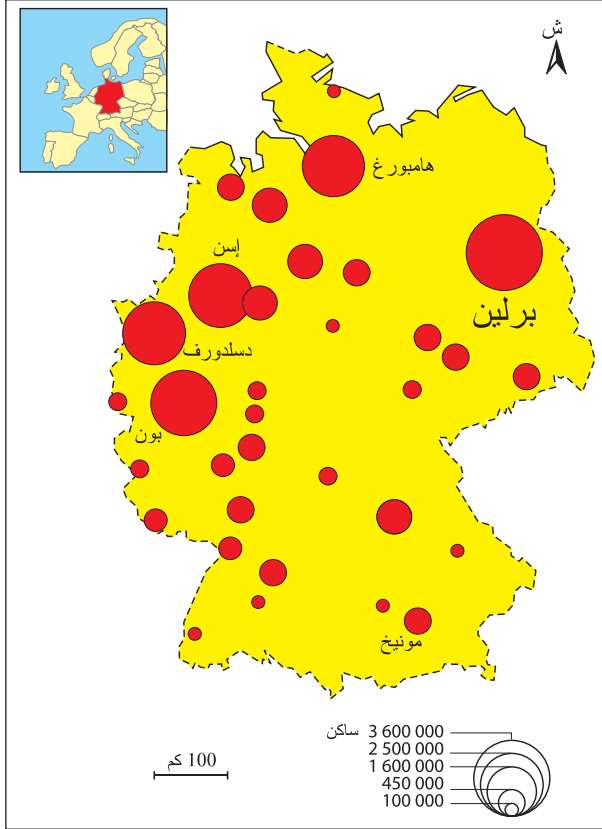 ش
هامبورغ
إسن
برلين
دسلدورف
بون
مونيخ
100 كم
3 600 000 ساكن
2 500 000
1 600 000
450 000
100 000